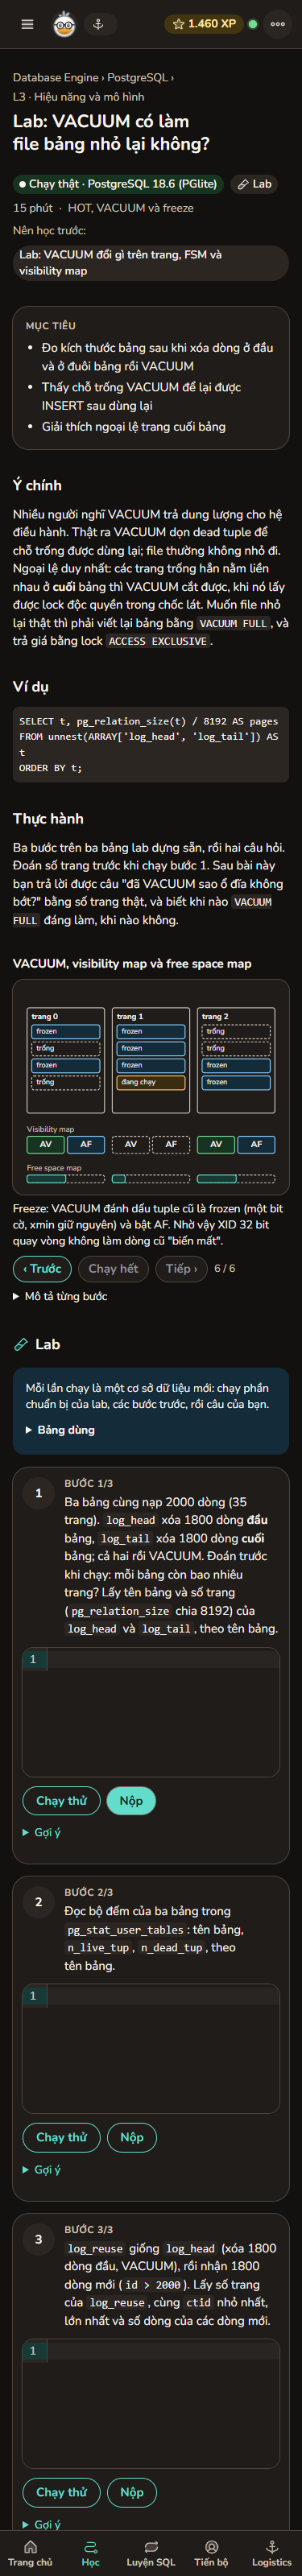 1.460 XP
Database Engine › PostgreSQL ›
L3 · Hiệu năng và mô hình
Lab: VACUUM có làm
file bảng nhỏ lại không?
Chạy thật · PostgreSQL 18.6 (PGlite)
Lab
15 phút · HOT, VACUUM và freeze
Nên học trước:
Lab: VACUUM đổi gì trên trang, FSM và
visibility map
MỤC TIÊU
• Đo kích thước bảng sau khi xóa dòng ở đầu
và ở đuôi bảng rồi VACUUM
• Thấy chỗ trống VACUUM để lại được
INSERT sau dùng lại
• Giải thích ngoại lệ trang cuối bảng
Ý chính
Nhiều người nghĩ VACUUM trả dung lượng cho hệ
điều hành. Thật ra VACUUM dọn dead tuple để
chỗ trống được dùng lại; file thường không nhỏ đi.
Ngoại lệ duy nhất: các trang trống hẳn nằm liền
nhau ở cuối bảng thì VACUUM cắt được, khi nó lấy
được lock độc quyền trong chốc lát. Muốn file nhỏ
lại thật thì phải viết lại bảng bằng VACUUM FULL, và
trả giá bằng lock ACCESS EXCLUSIVE.
Ví dụ
SELECT t, pg_relation_size(t) / 8192 AS pages
FROM unnest(ARRAY['log_head', 'log_tail']) AS
t
ORDER BY t;
Thực hành
Ba bước trên ba bảng lab dựng sẵn, rồi hai câu hỏi.
Đoán số trang trước khi chạy bước 1. Sau bài này
bạn trả lời được câu "đã VACUUM sao ổ đĩa không
bớt?" bằng số trang thật, và biết khi nào VACUUM
FULL đáng làm, khi nào không.
VACUUM, visibility map và free space map
trang 0
frozen
trống
frozen
trống
trang 1
frozen
frozen
frozen
đang chạy
trang 2
trống
trống
frozen
frozen
Visibility map
AV AF AV AF AV AF
Free space map
Freeze: VACUUM đánh dấu tuple cũ là frozen (một bit
cờ, xmin giữ nguyên) và bật AF. Nhờ vậy XID 32 bit
quay vòng không làm dòng cũ "biến mất".
‹ Trước
Chạy hết
Tiếp ›
6 / 6
Mô tả từng bước
Lab
Mỗi lần chạy là một cơ sở dữ liệu mới: chạy phần
chuẩn bị của lab, các bước trước, rồi câu của bạn.
Bảng dùng
1
BƯỚC 1/3
Ba bảng cùng nạp 2000 dòng (35
trang). log_head xóa 1800 dòng đầu
bảng, log_tail xóa 1800 dòng cuối
bảng; cả hai rồi VACUUM. Đoán trước
khi chạy: mỗi bảng còn bao nhiêu
trang? Lấy tên bảng và số trang
(pg_relation_size chia 8192) của
log_head và log_tail, theo tên bảng.
1
Chạy thử
Nộp
Gợi ý
2
BƯỚC 2/3
Đọc bộ đếm của ba bảng trong
pg_stat_user_tables: tên bảng,
n_live_tup, n_dead_tup, theo
tên bảng.
1
Chạy thử
Nộp
Gợi ý
3
BƯỚC 3/3
log_reuse giống log_head (xóa 1800
dòng đầu, VACUUM), rồi nhận 1800
dòng mới (id > 2000). Lấy số trang
của log_reuse, cùng ctid nhỏ nhất,
lớn nhất và số dòng của các dòng mới.
1
Chạy thử
Nộp
Gợi ý
Trang chủ
Học
Luyện SQL
Tiến bộ
Logistics